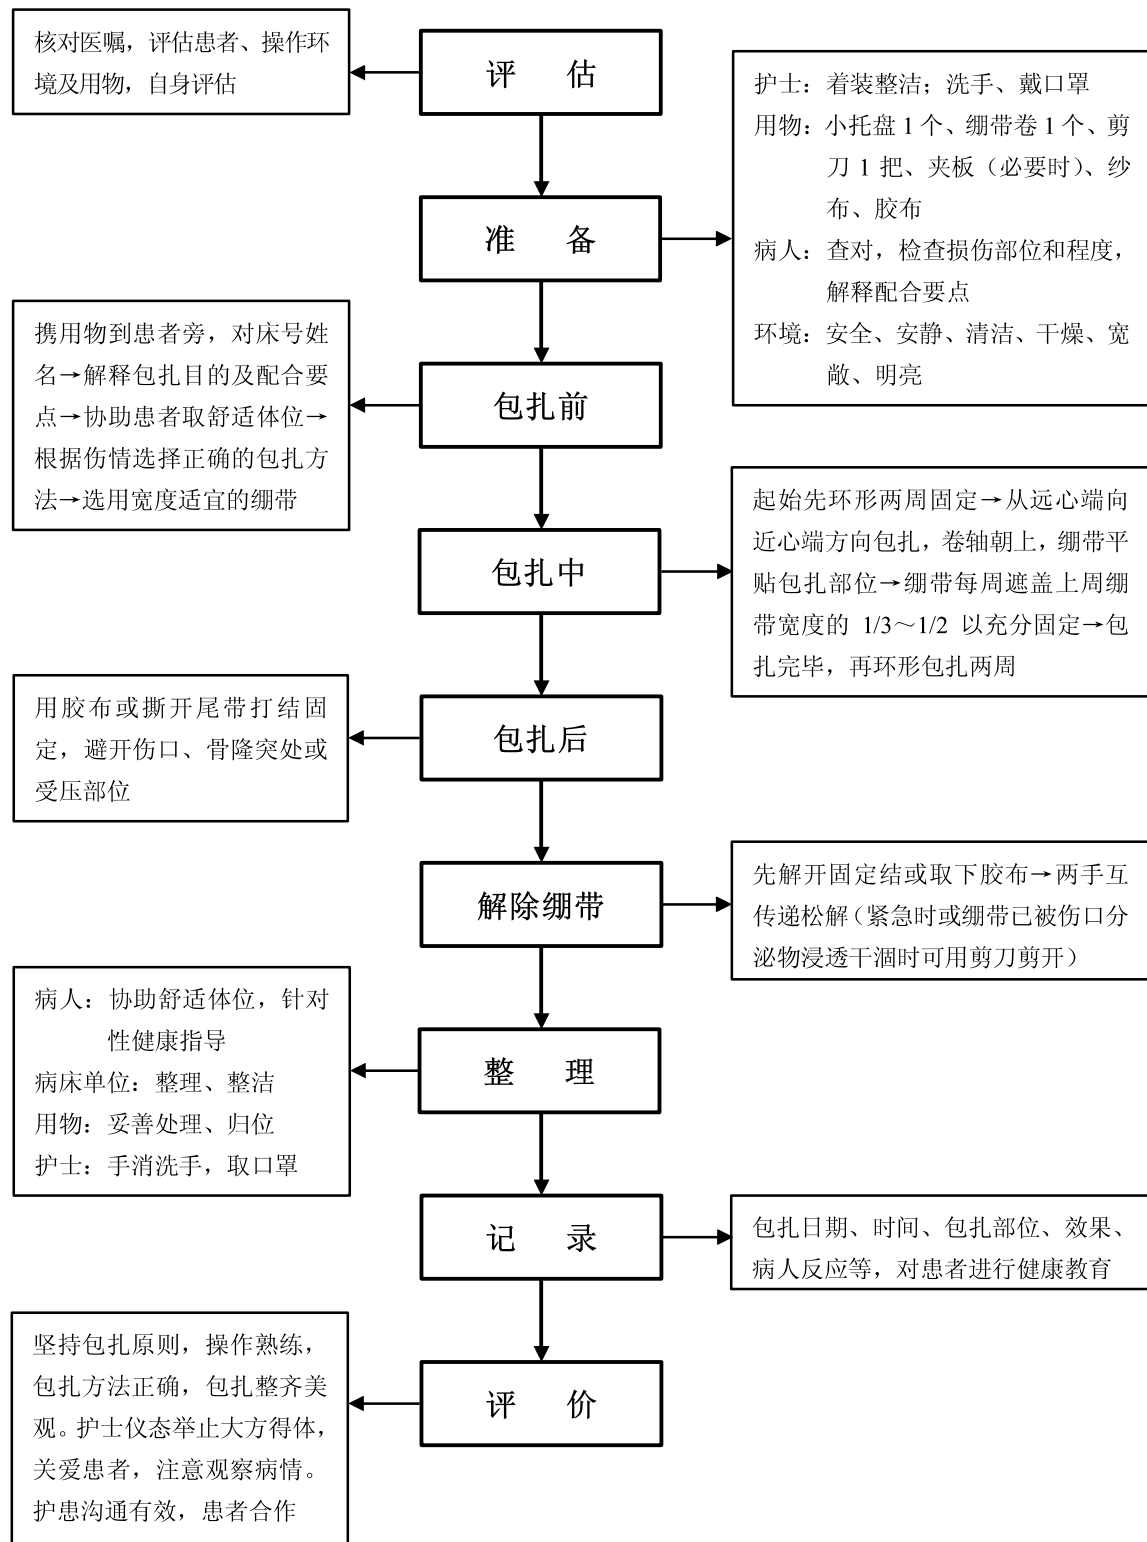 核对医嘱，评估患者、操作环
境及用物，自身评估
评　估
护士：着装整洁；洗手、戴口罩
用物：小托盘 1 个、绷带卷 1 个、剪
刀 1 把、夹板（必要时）、纱
布、胶布
病人：查对，检查损伤部位和程度，
解释配合要点
环境：安全、安静、清洁、干燥、宽
敞、明亮
准　备
携用物到患者旁，对床号姓
名→解释包扎目的及配合要
点→协助患者取舒适体位→
根据伤情选择正确的包扎方
法→选用宽度适宜的绷带
包扎前
起始先环形两周固定→从远心端向
近心端方向包扎，卷轴朝上，绷带平
贴包扎部位→绷带每周遮盖上周绷
带宽度的 1/3～1/2 以充分固定→包
扎完毕，再环形包扎两周
包扎中
用胶布或撕开尾带打结固
定，避开伤口、骨隆突处或
受压部位
包扎后
先解开固定结或取下胶布→两手互
传递松解（紧急时或绷带已被伤口分
泌物浸透干涸时可用剪刀剪开）
解除绷带
病人：协助舒适体位，针对
性健康指导
病床单位：整理、整洁
用物：妥善处理、归位
护士：手消洗手，取口罩
整　理
包扎日期、时间、包扎部位、效果、
病人反应等，对患者进行健康教育
记　录
坚持包扎原则，操作熟练，
包扎方法正确，包扎整齐美
观。护士仪态举止大方得体，
关爱患者，注意观察病情。
护患沟通有效，患者合作
评　价